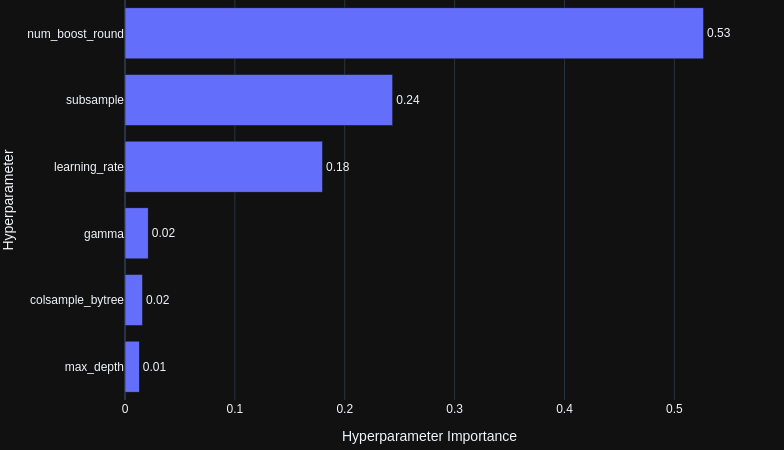 num_boost_round 0.53
subsample 0.24
learning_rate 0.18
gamma 0.02
colsample_bytree 0.02
max_depth 0.01
Hyperparameter
0 0.1 0.2 0.3 0.4 0.5
Hyperparameter Importance